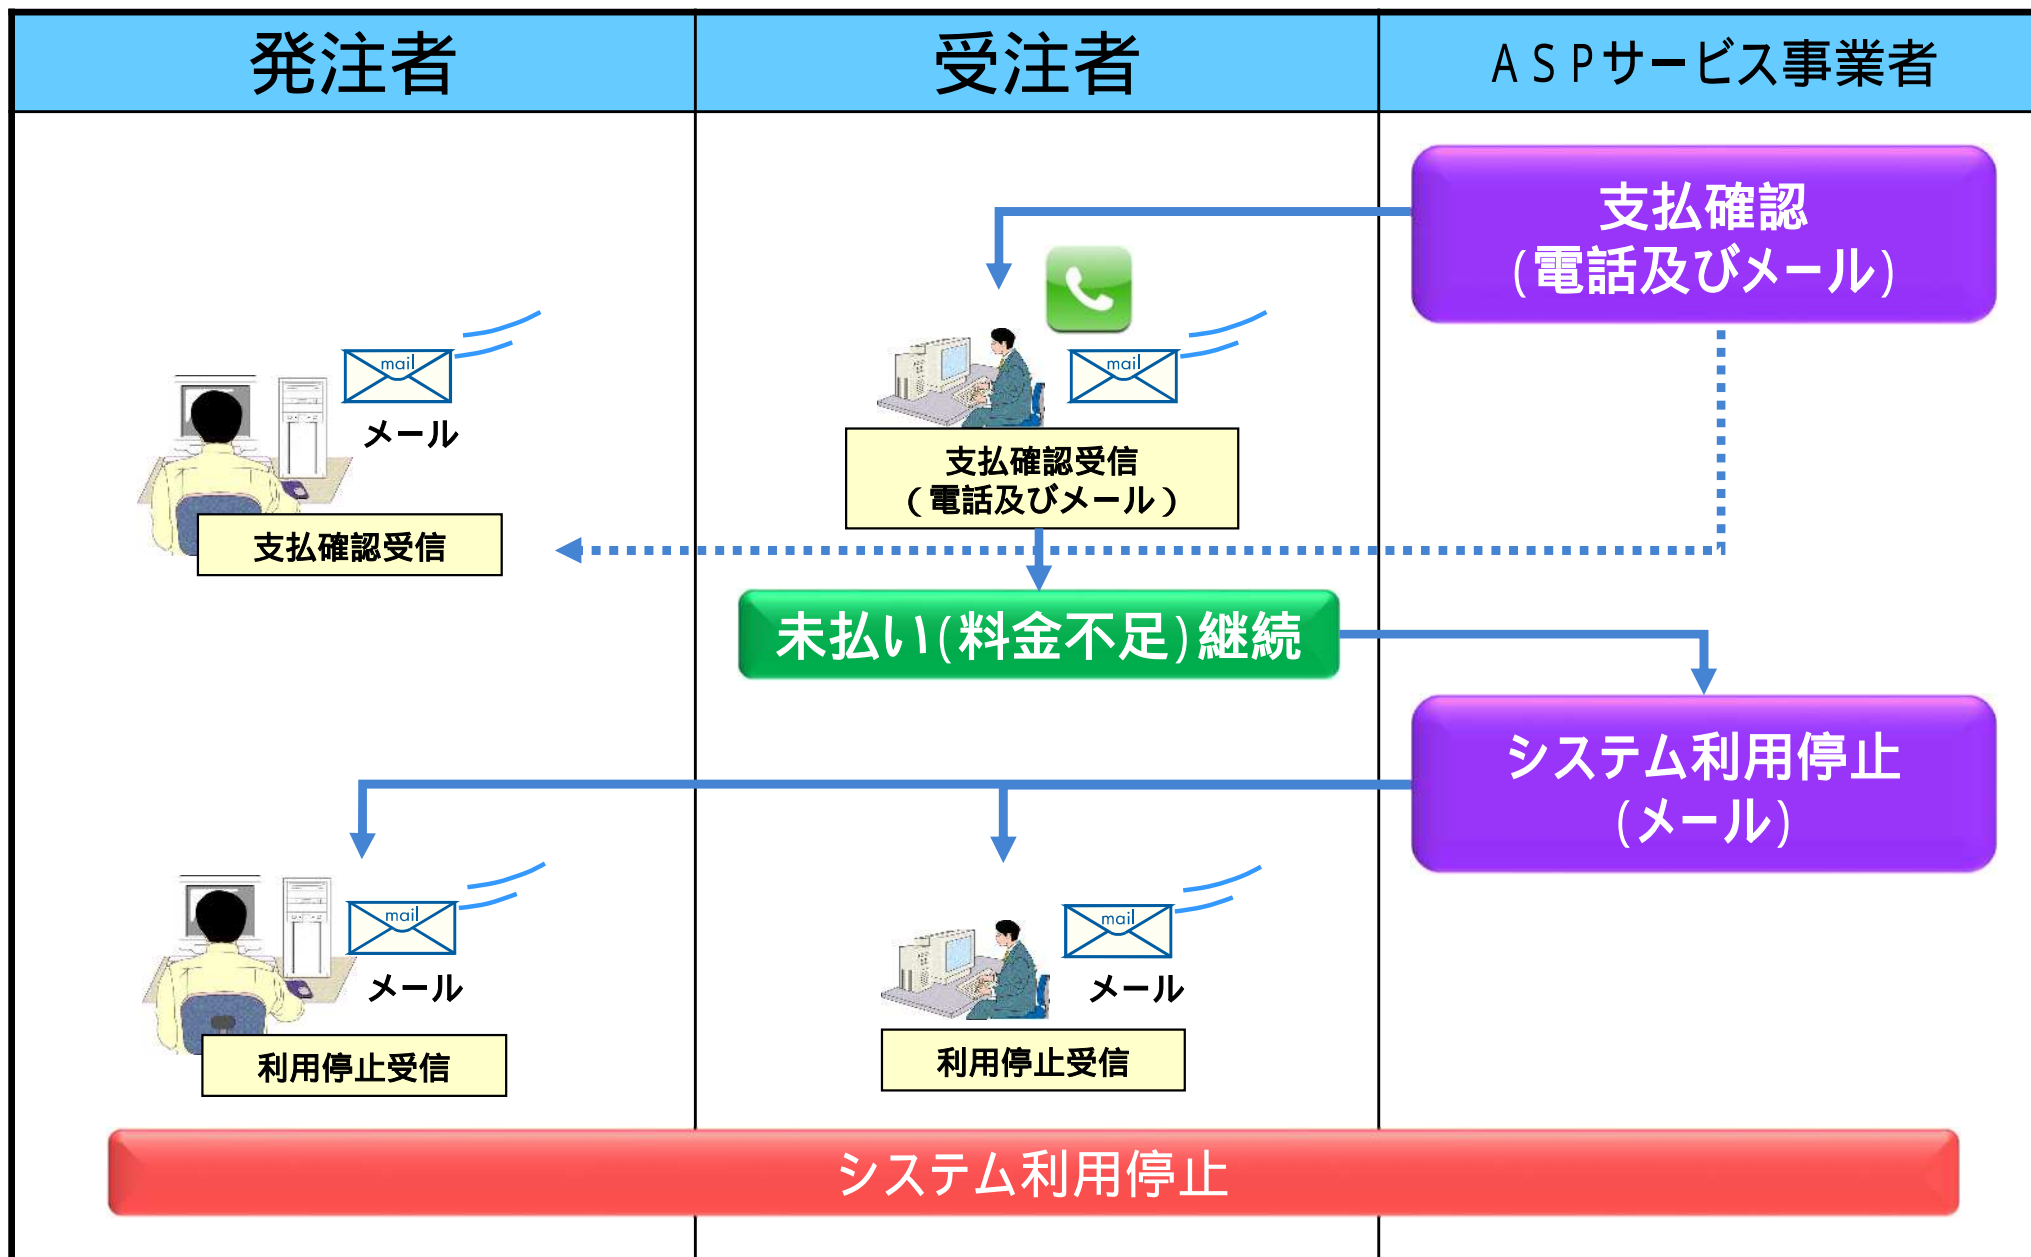 発注者
受注者
ＡＳＰサービス事業者
支払確認
(電話及びメール)
mail
メール
支払確認受信
mail
支払確認受信
（電話及びメール）
未払い(料金不足)継続
システム利用停止
(メール)
mail
メール
利用停止受信
mail
メール
利用停止受信
システム利用停止